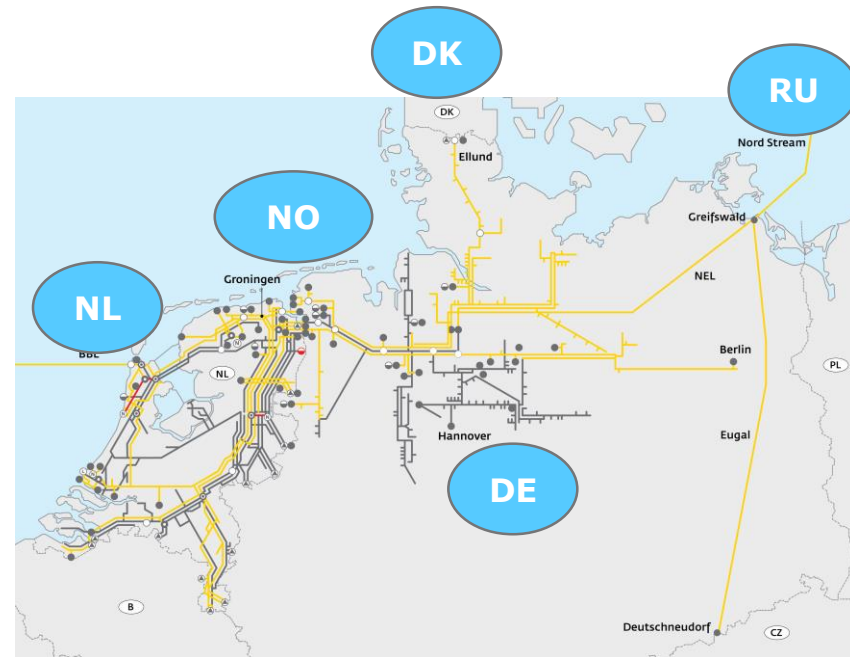 DK
RU
DK
Nord Stream
Ellund
NO
Greifswald
Groningen
NEL
NL
BBL
Berlin
N
NL
PL
Eugal
Hannover
DE
B
Deutschneudorf
CZ